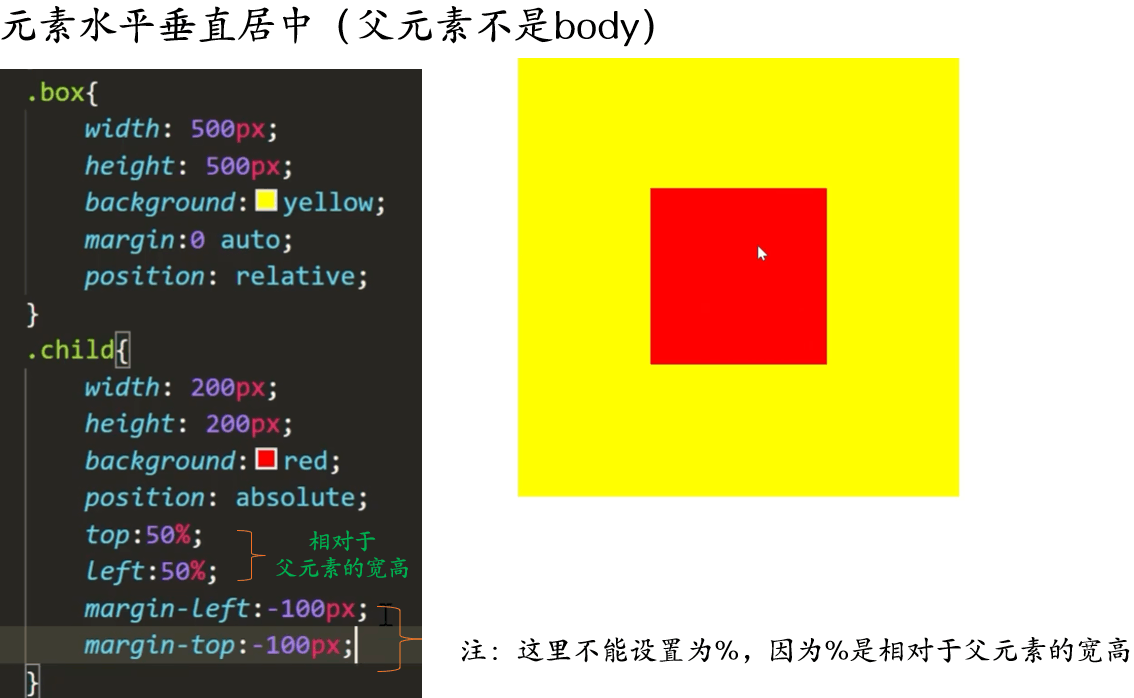 元素水平垂直居中（父元素不是body）
.box{
width: 500px;
height: 500px;
background:yellow;
margin:0 auto;
position: relative;
}
.child{
width: 200px;
height: 200px;
background:red;
position: absolute;
top:50%;
left:50%;
相对于
父元素的宽高
margin-left:-100px;
margin-top:-100px;
}
注：这里不能设置为%，因为%是相对于父元素的宽高